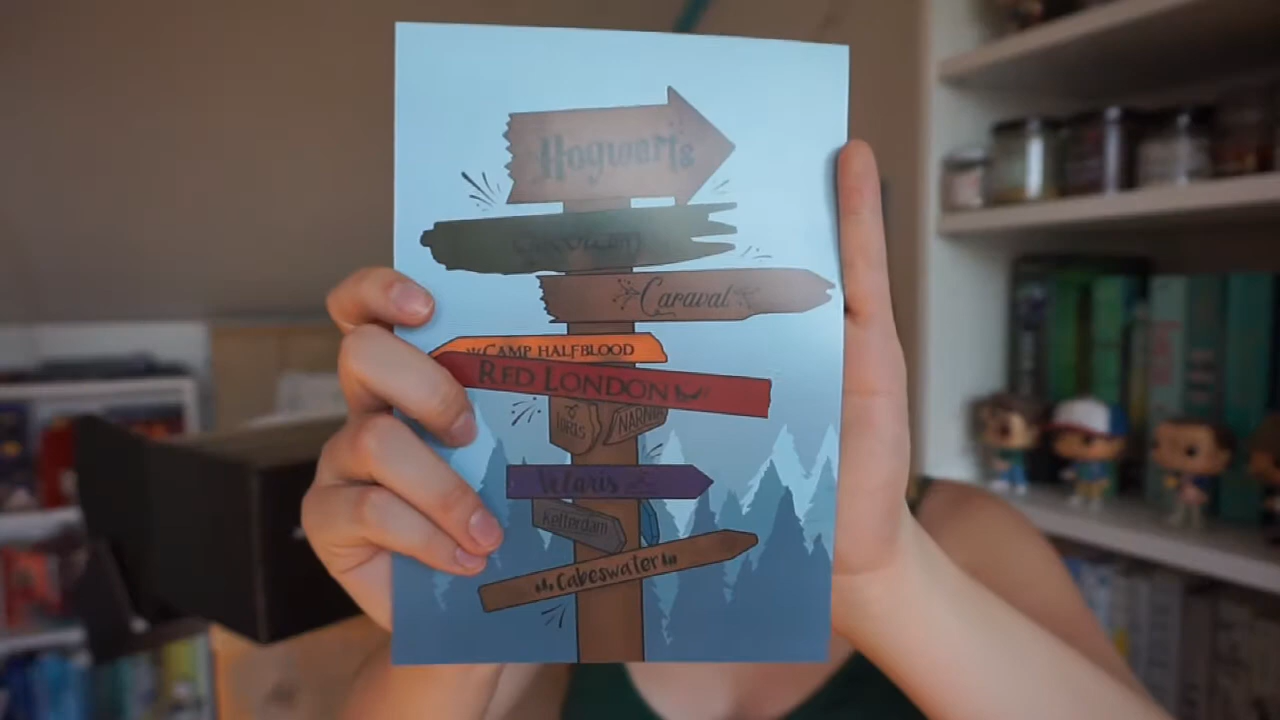 Hogwarts
Caraval
CAMP HALFBLOOD
RED LONDON
NARNIA
Velaris
Ketterdam
Cabeswater